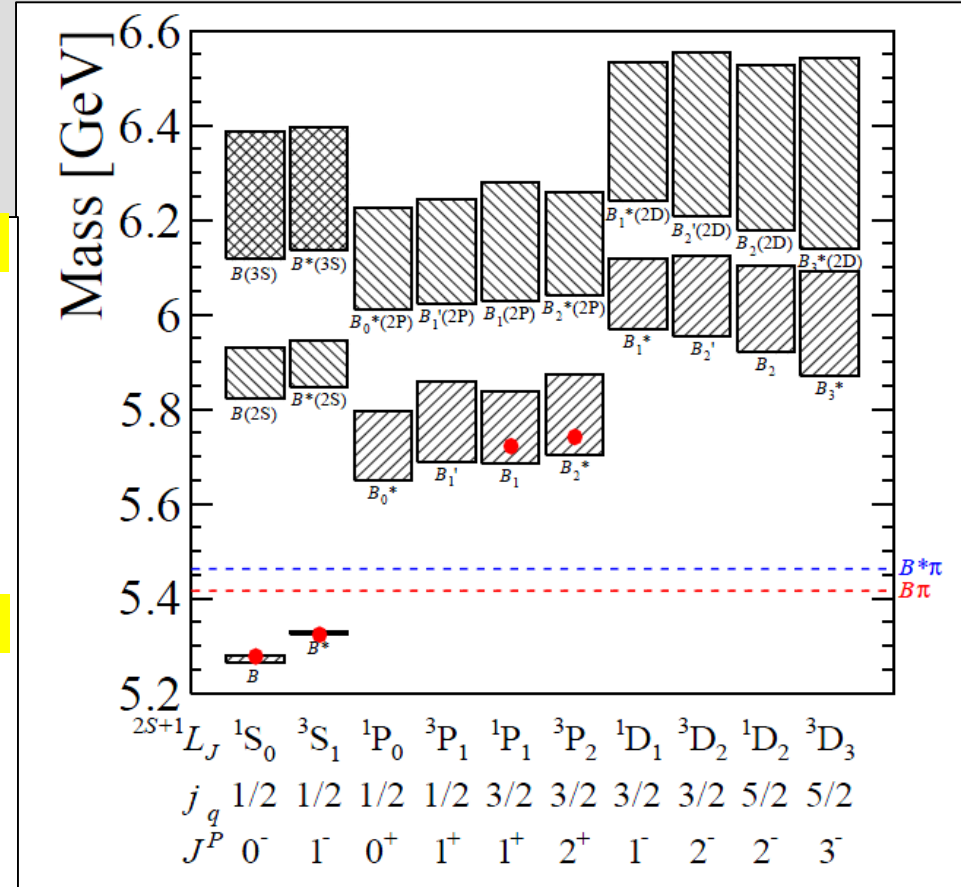 Mass [GeV]
6.6
6.4
6.2
6
5.8
5.6
5.4
5.2
B(3S) B*(3S)
B(2S) B*(2S)
B₀*(2P) B₁'(2P) B₁(2P) B₂*(2P)
B₁*(2D) B₂'(2D) B₂(2D) B₃*(2D)
B₁* B₂' B₂ B₃*
B₀* B₁' B₁ B₂*
B*π
Bπ
B B*
²ˢ⁺¹L_J ¹S₀ ³S₁ ¹P₀ ³P₁ ¹P₁ ³P₂ ¹D₁ ³D₂ ¹D₂ ³D₃
j_q 1/2 1/2 1/2 1/2 3/2 3/2 3/2 3/2 5/2 5/2
Jᴾ 0⁻ 1⁻ 0⁺ 1⁺ 1⁺ 2⁺ 1⁻ 2⁻ 2⁻ 3⁻